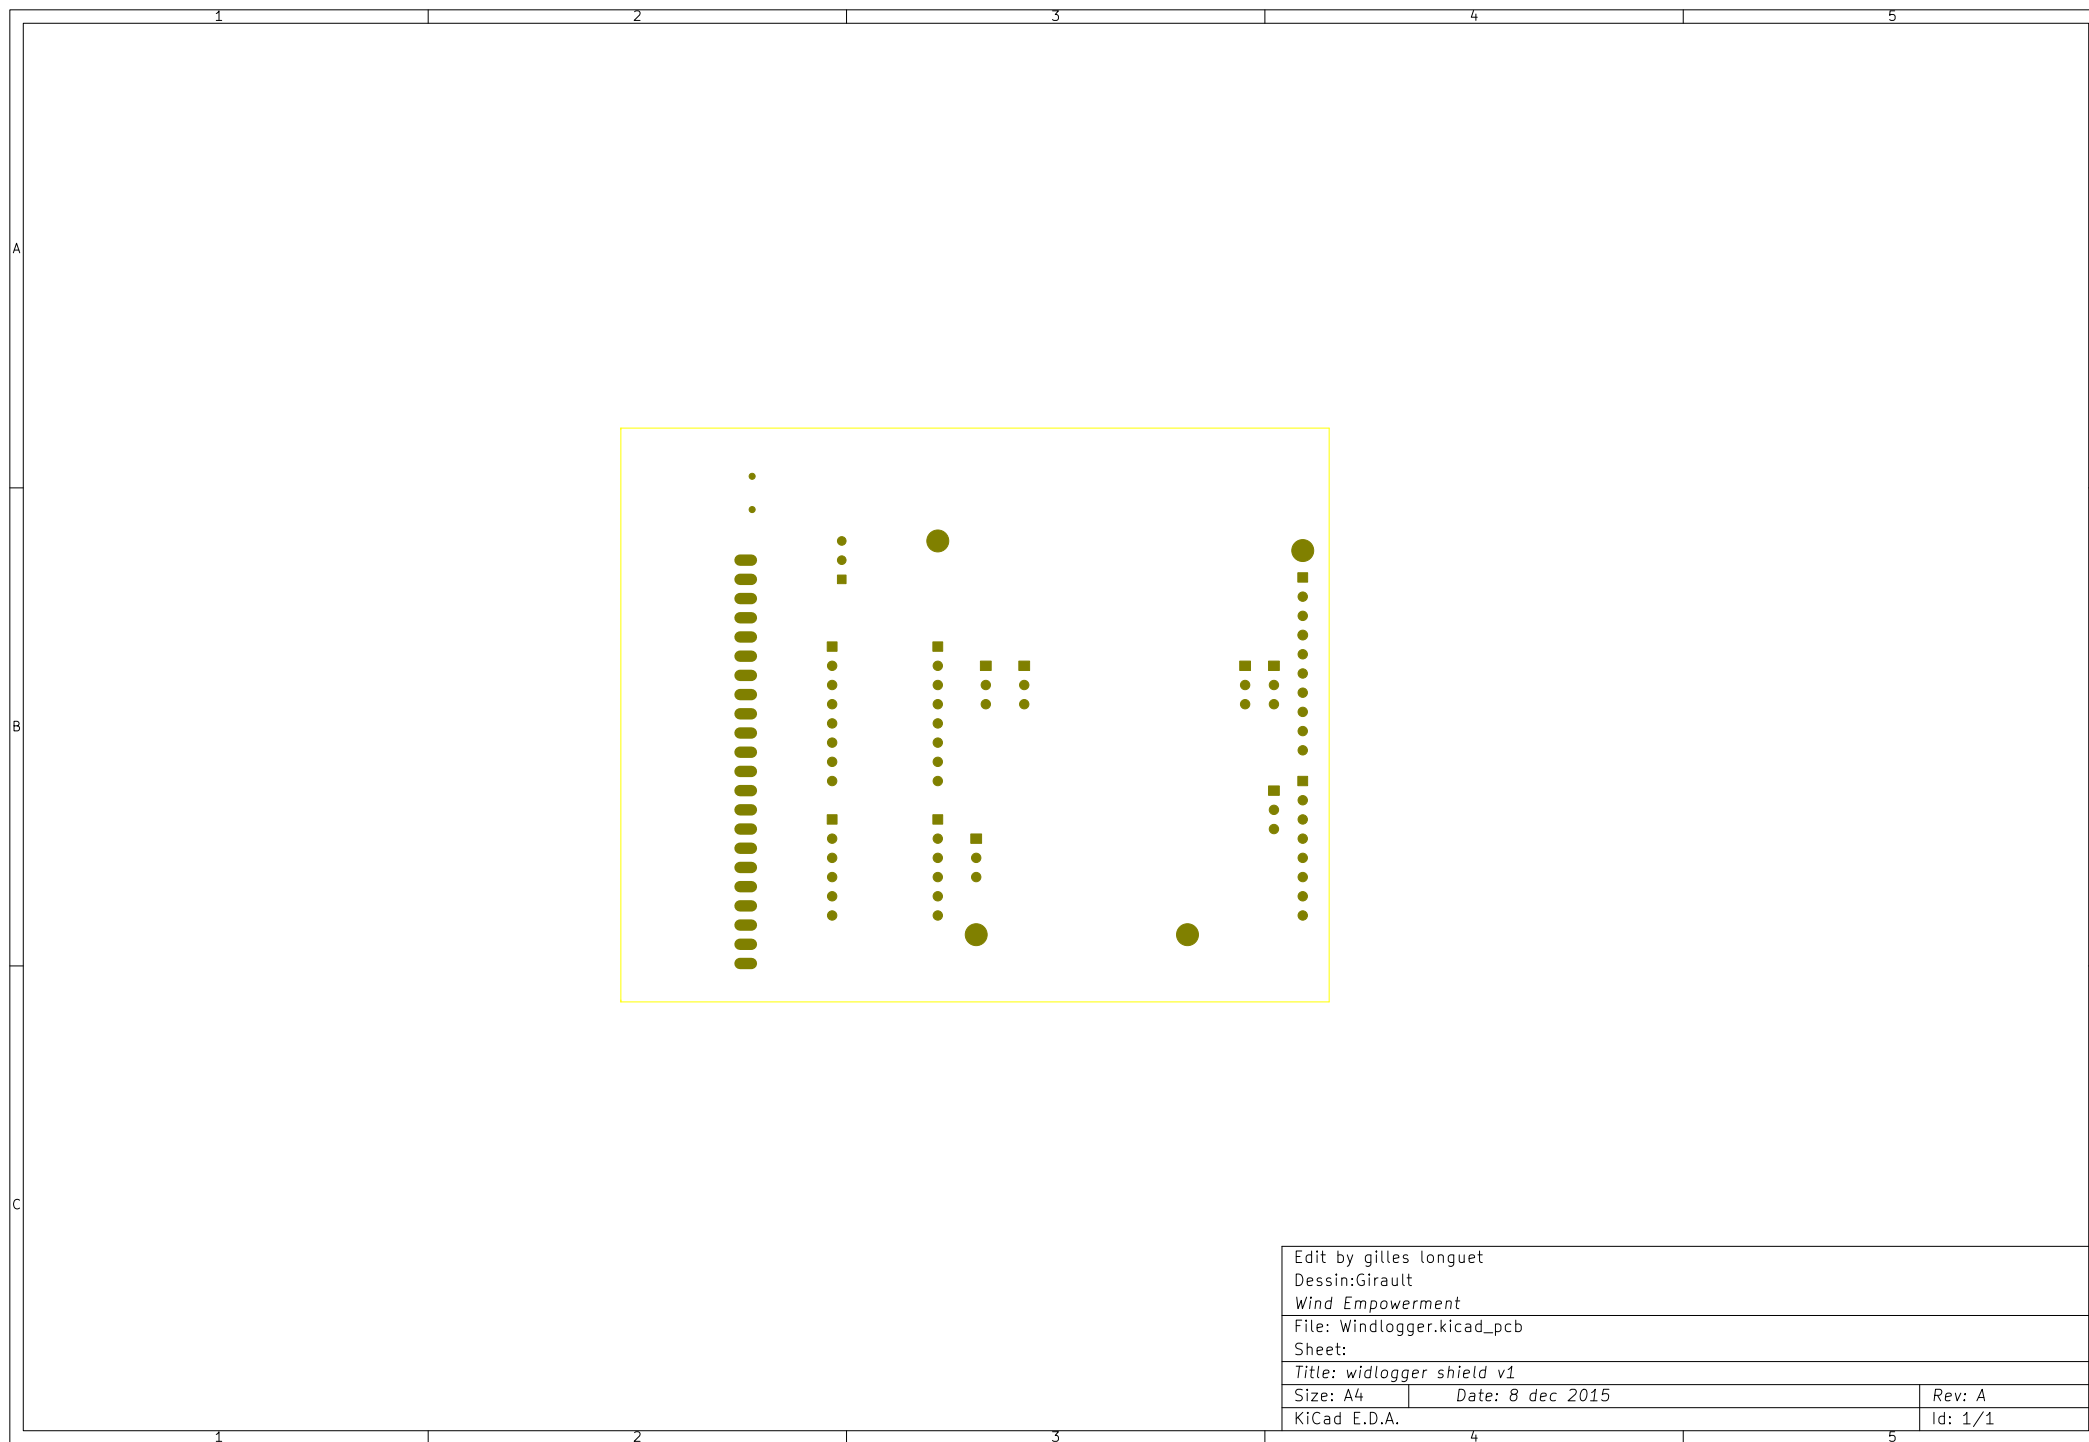 1 2 3 4 5
A
B
C
Edit by gilles longuet
Dessin:Girault
Wind Empowerment
File: Windlogger.kicad_pcb
Sheet:
Title: widlogger shield v1
Size: A4 Date: 8 dec 2015 Rev: A
KiCad E.D.A. Id: 1/1
1 2 3 4 5